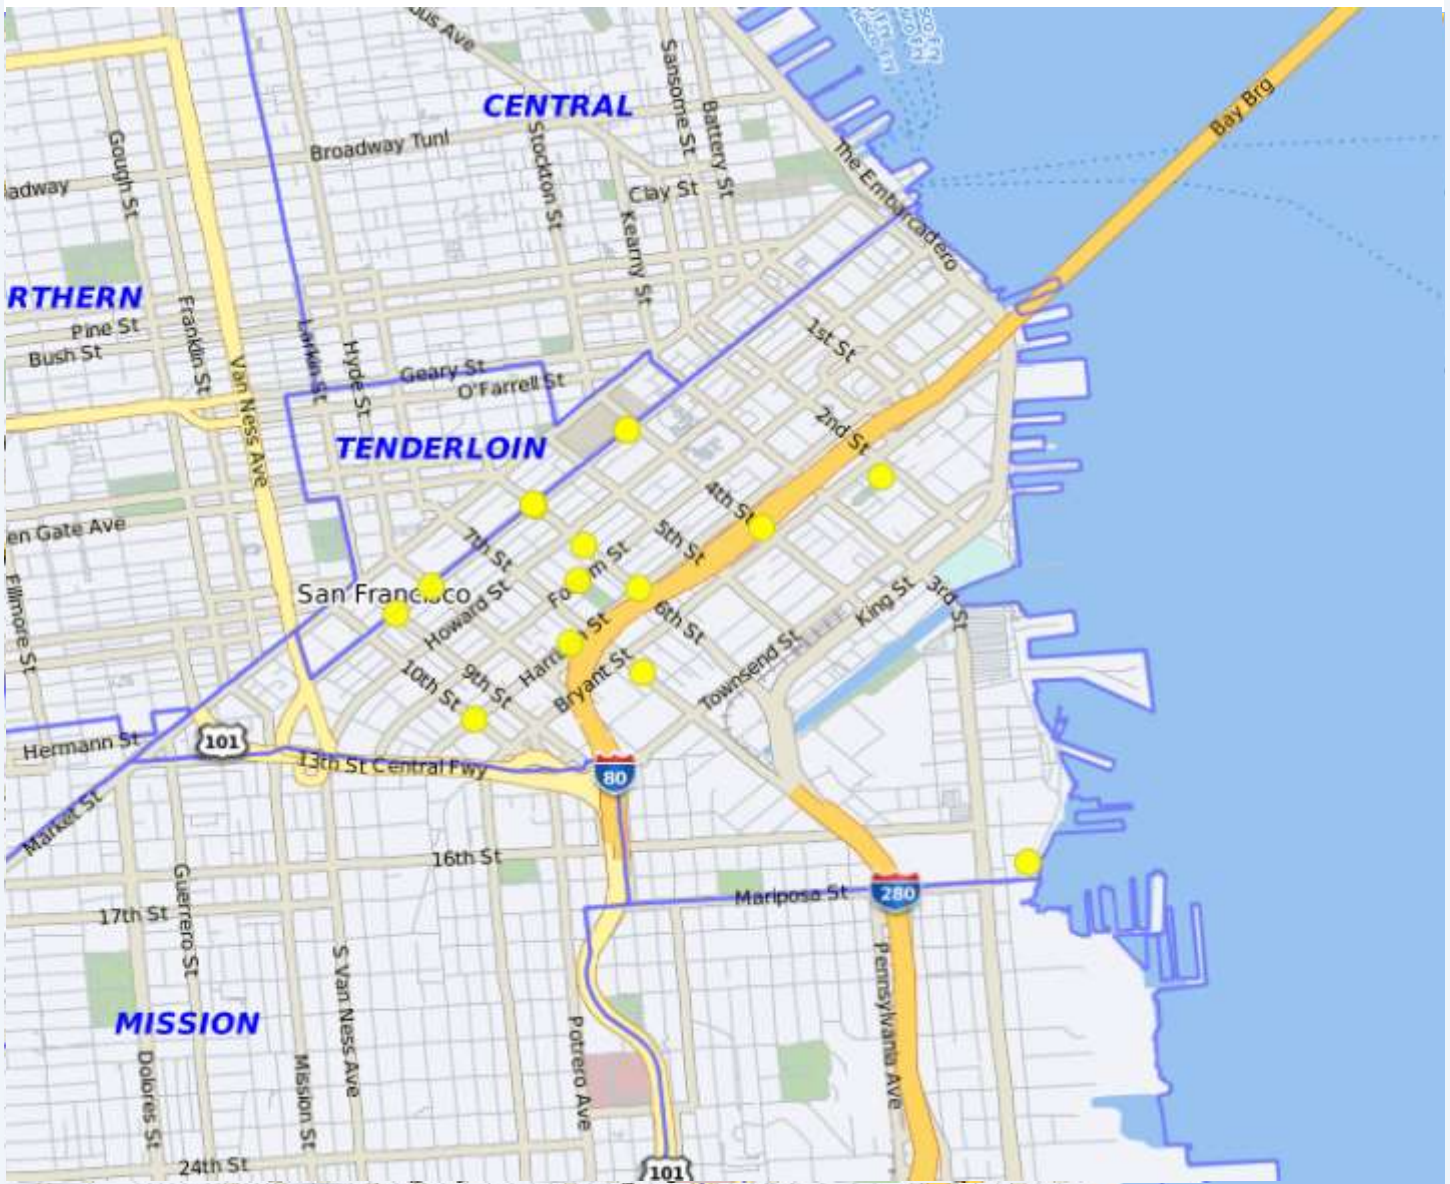 CENTRAL
Sansome St
Battery St
Stockton St
Broadway Tunl
Gough St
Clay St
The Embarcadero
Bay Brg
Kearny St
RTHERN
Pine St
Bush St
Franklin St
Larkin St
Hyde St
Van Ness Ave
Geary St
O'Farrell St
1st St
2nd St
TENDERLOIN
4th St
5th St
7th St
en Gate Ave
Fillmore St
San Francisco
Howard St
6th St
King St
3rd St
Townsend St
Bryant St
9th St
10th St
Hermann St
101
13th St Central Fwy
80
Market St
16th St
Mariposa St
280
17th St
Guerrero St
S Van Ness Ave
Pennsylvania Ave
MISSION
Potrero Ave
Dolores St
Mission St
24th St
101